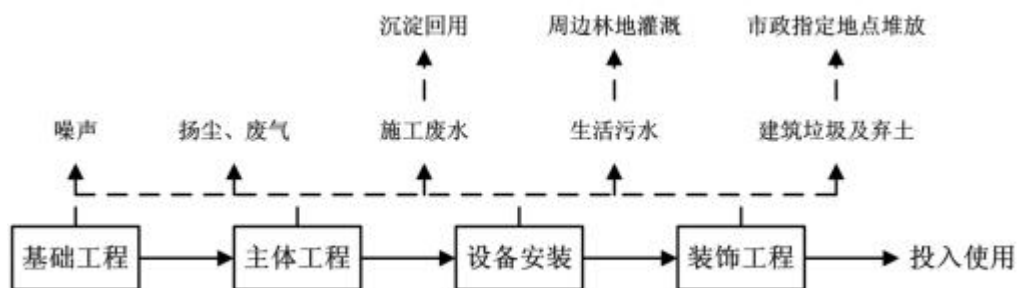 沉淀回用 周边林地灌溉 市政指定地点堆放
噪声 扬尘、废气 施工废水 生活污水 建筑垃圾及弃土
基础工程 主体工程 设备安装 装饰工程 投入使用